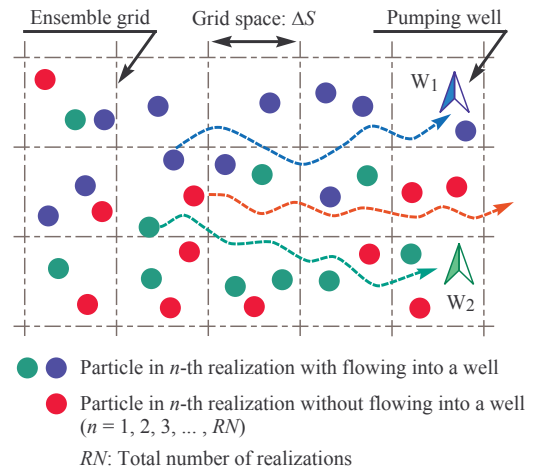 Ensemble grid
Grid space: ΔS
Pumping well
W1
W2
Particle in n-th realization with flowing into a well
Particle in n-th realization without flowing into a well
(n = 1, 2, 3, ... , RN)
RN: Total number of realizations